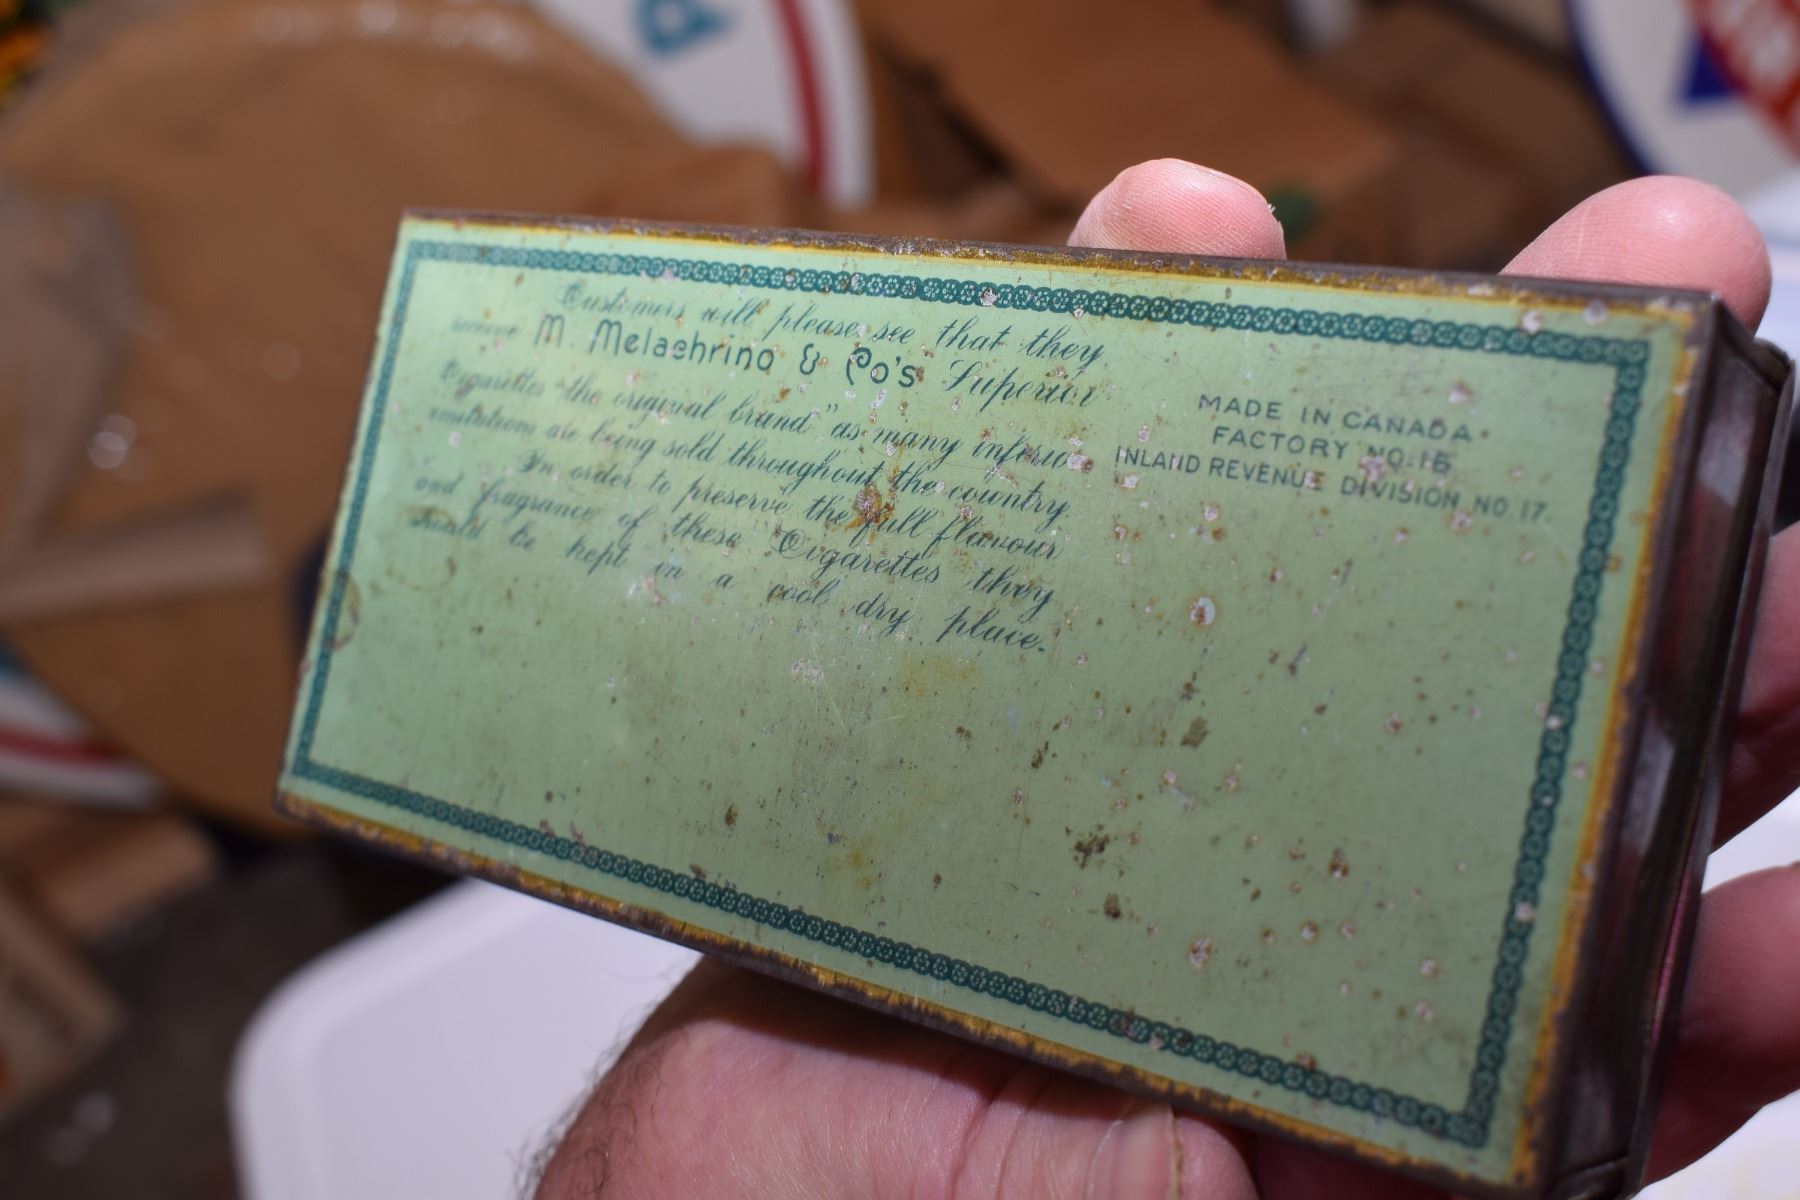 Customers will please see that they
receive M. Melachrino & Co's Superior
Cigarettes "the original brand" as many inferior
imitations are being sold throughout the country.
In order to preserve the full flavour
and fragrance of these Cigarettes they
should be kept in a cool dry place.
MADE IN CANADA
FACTORY NO. 16
INLAND REVENUE DIVISION NO 17.